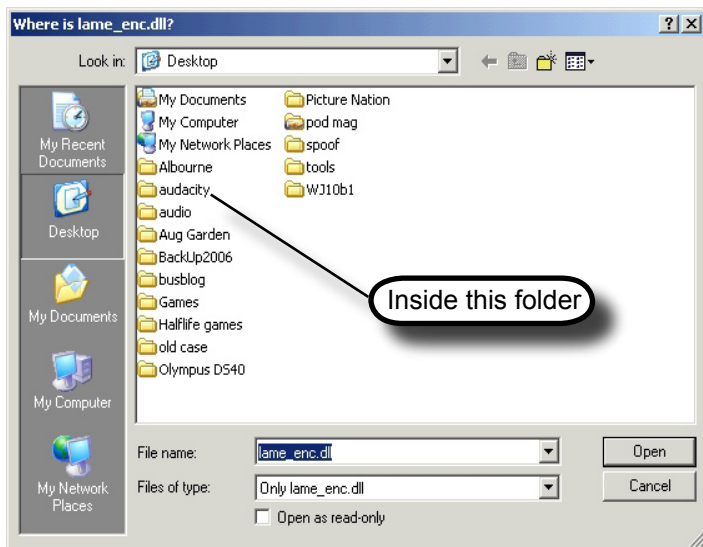 Where is lame_enc.dll?
Look in:
Desktop
My Recent
Documents
Desktop
My Documents
My Computer
My Network
Places
My Documents
My Computer
My Network Places
Albourne
audacity
audio
Aug Garden
BackUp2006
busblog
Games
Halflife games
old case
Olympus DS40
Picture Nation
pod mag
spoof
tools
WJ10b1
Inside this folder
File name:
lame_enc.dll
Open
Files of type:
Only lame_enc.dll
Cancel
Open as read-only